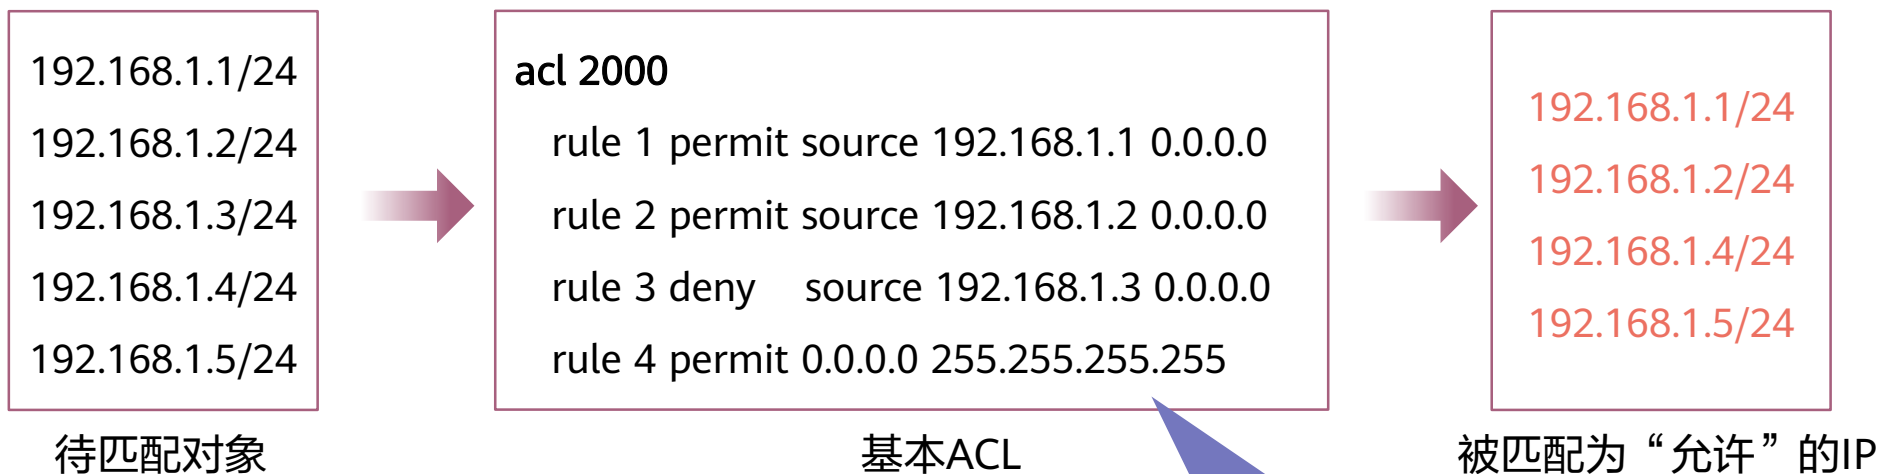 192.168.1.1/24
192.168.1.2/24
192.168.1.3/24
192.168.1.4/24
192.168.1.5/24
待匹配对象
acl 2000
rule 1 permit source 192.168.1.1 0.0.0.0
rule 2 permit source 192.168.1.2 0.0.0.0
rule 3 deny source 192.168.1.3 0.0.0.0
rule 4 permit 0.0.0.0 255.255.255.255
基本ACL
192.168.1.1/24
192.168.1.2/24
192.168.1.4/24
192.168.1.5/24
被匹配为“允许”的IP